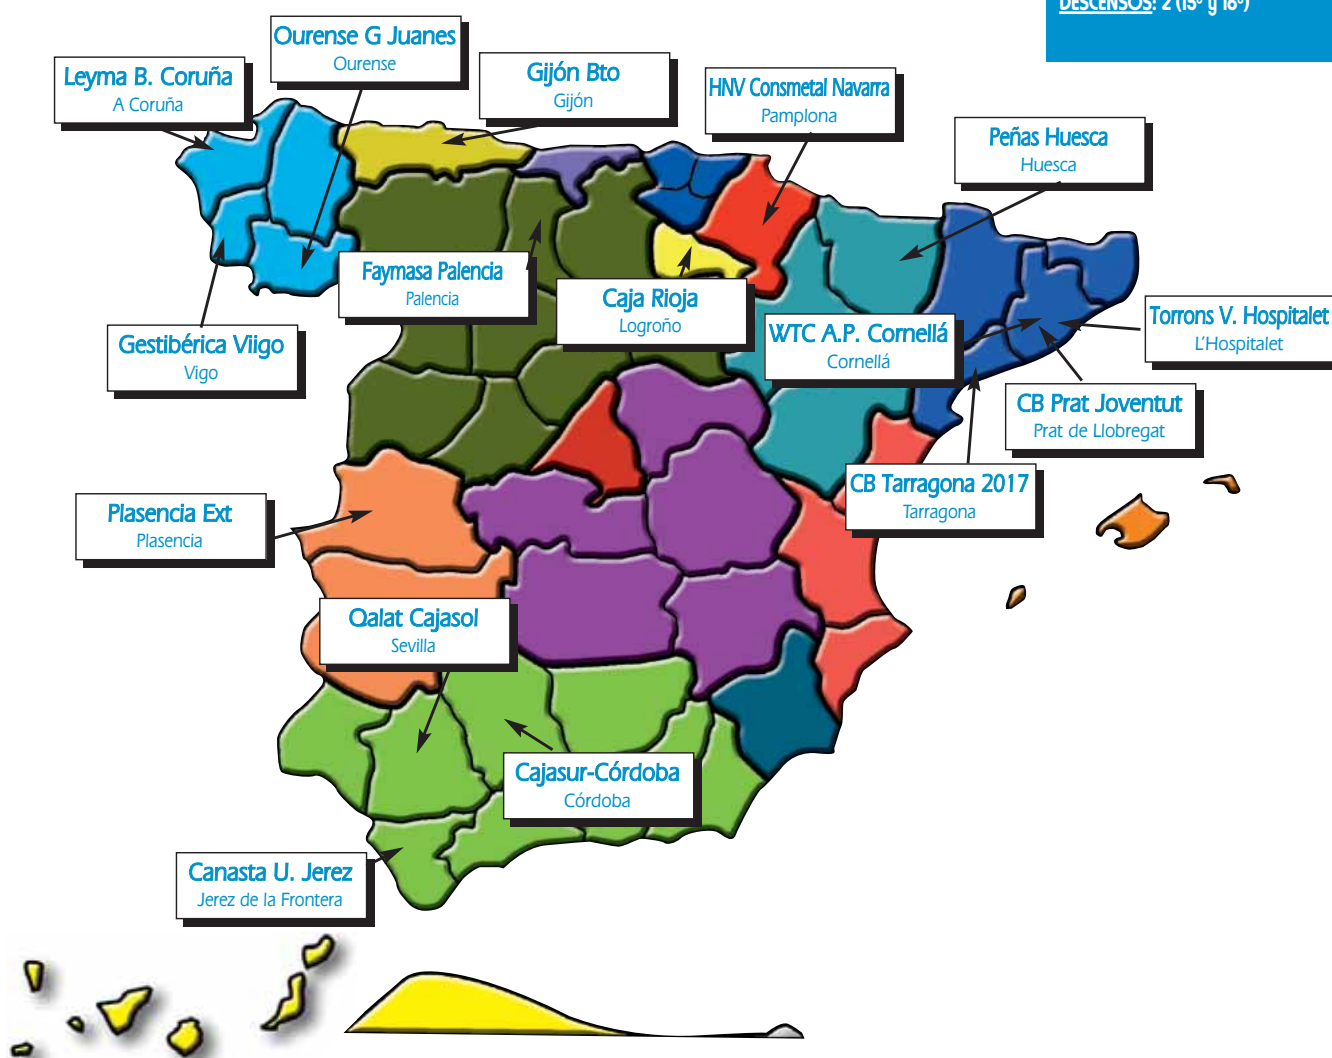 DESCENSOS: 2 (15º y 16º)
Ourense G Juanes
Ourense
Leyma B. Coruña
A Coruña
Gijón Bto
Gijón
HNV Consmetal Navarra
Pamplona
Peñas Huesca
Huesca
Faymasa Palencia
Palencia
Caja Rioja
Logroño
WTC A.P. Cornellá
Cornellá
Torrons V. Hospitalet
L'Hospitalet
Gestibérica Viigo
Vigo
CB Prat Joventut
Prat de Llobregat
CB Tarragona 2017
Tarragona
Plasencia Ext
Plasencia
Qalat Cajasol
Sevilla
Cajasur-Córdoba
Córdoba
Canasta U. Jerez
Jerez de la Frontera